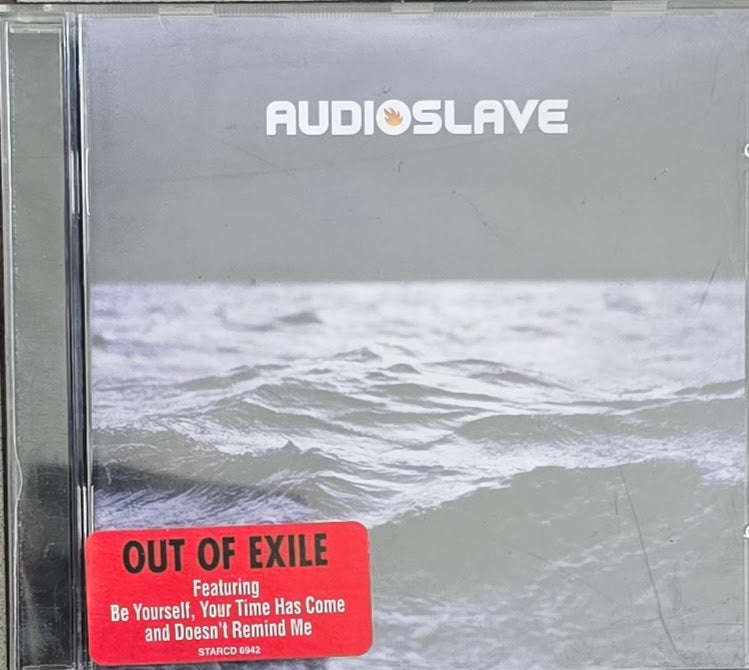 AUDIOSLAVE
OUT OF EXILE
Featuring
Be Yourself, Your Time Has Come
and Doesn't Remind Me
STARCD 6942